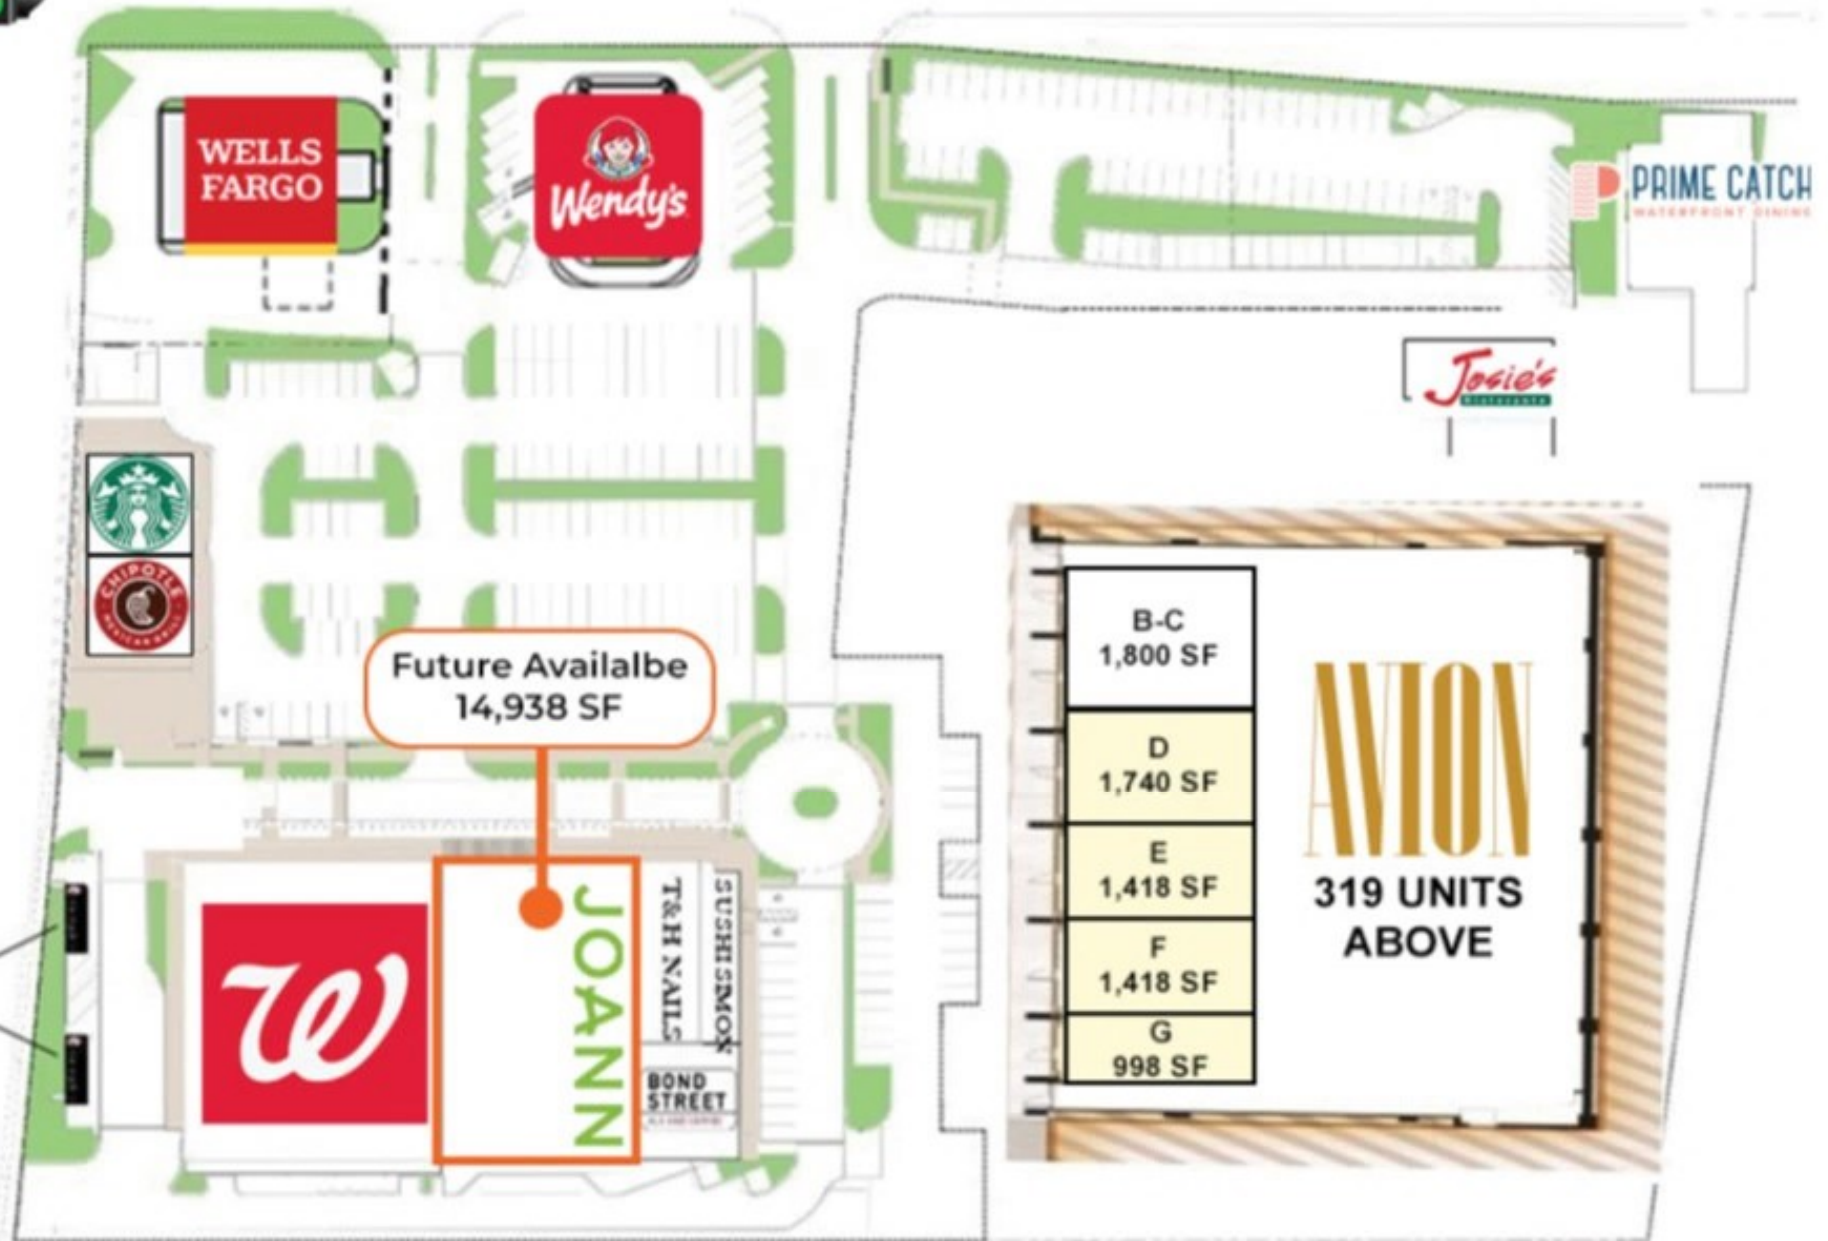 WELLS
FARGO
Wendy's
PRIME CATCH
WATERFRONT DINING
Josie's
Ristorante
CHIPOTLE
MEXICAN GRILL
Future Availalbe
14,938 SF
B-C
1,800 SF
D
1,740 SF
E
1,418 SF
F
1,418 SF
G
998 SF
AVION
319 UNITS
ABOVE
W
JOANN
T&H NAILS
SUSHI SIMON
BOND
STREET